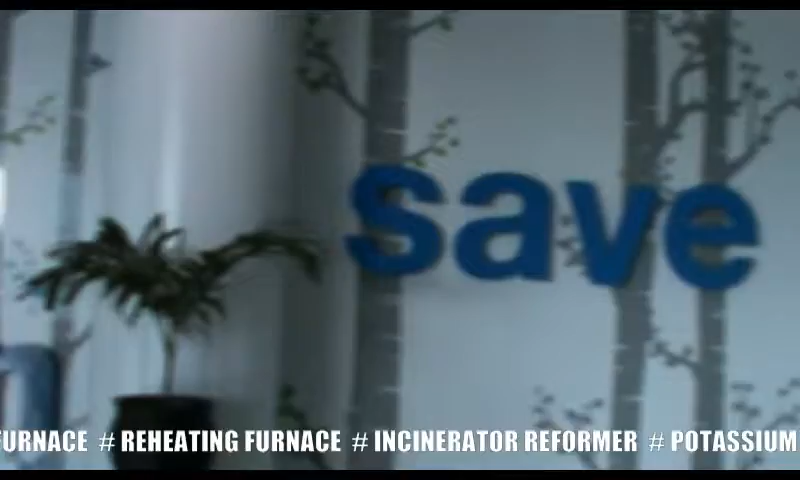 save
FURNACE # REHEATING FURNACE # INCINERATOR REFORMER # POTASSIUM